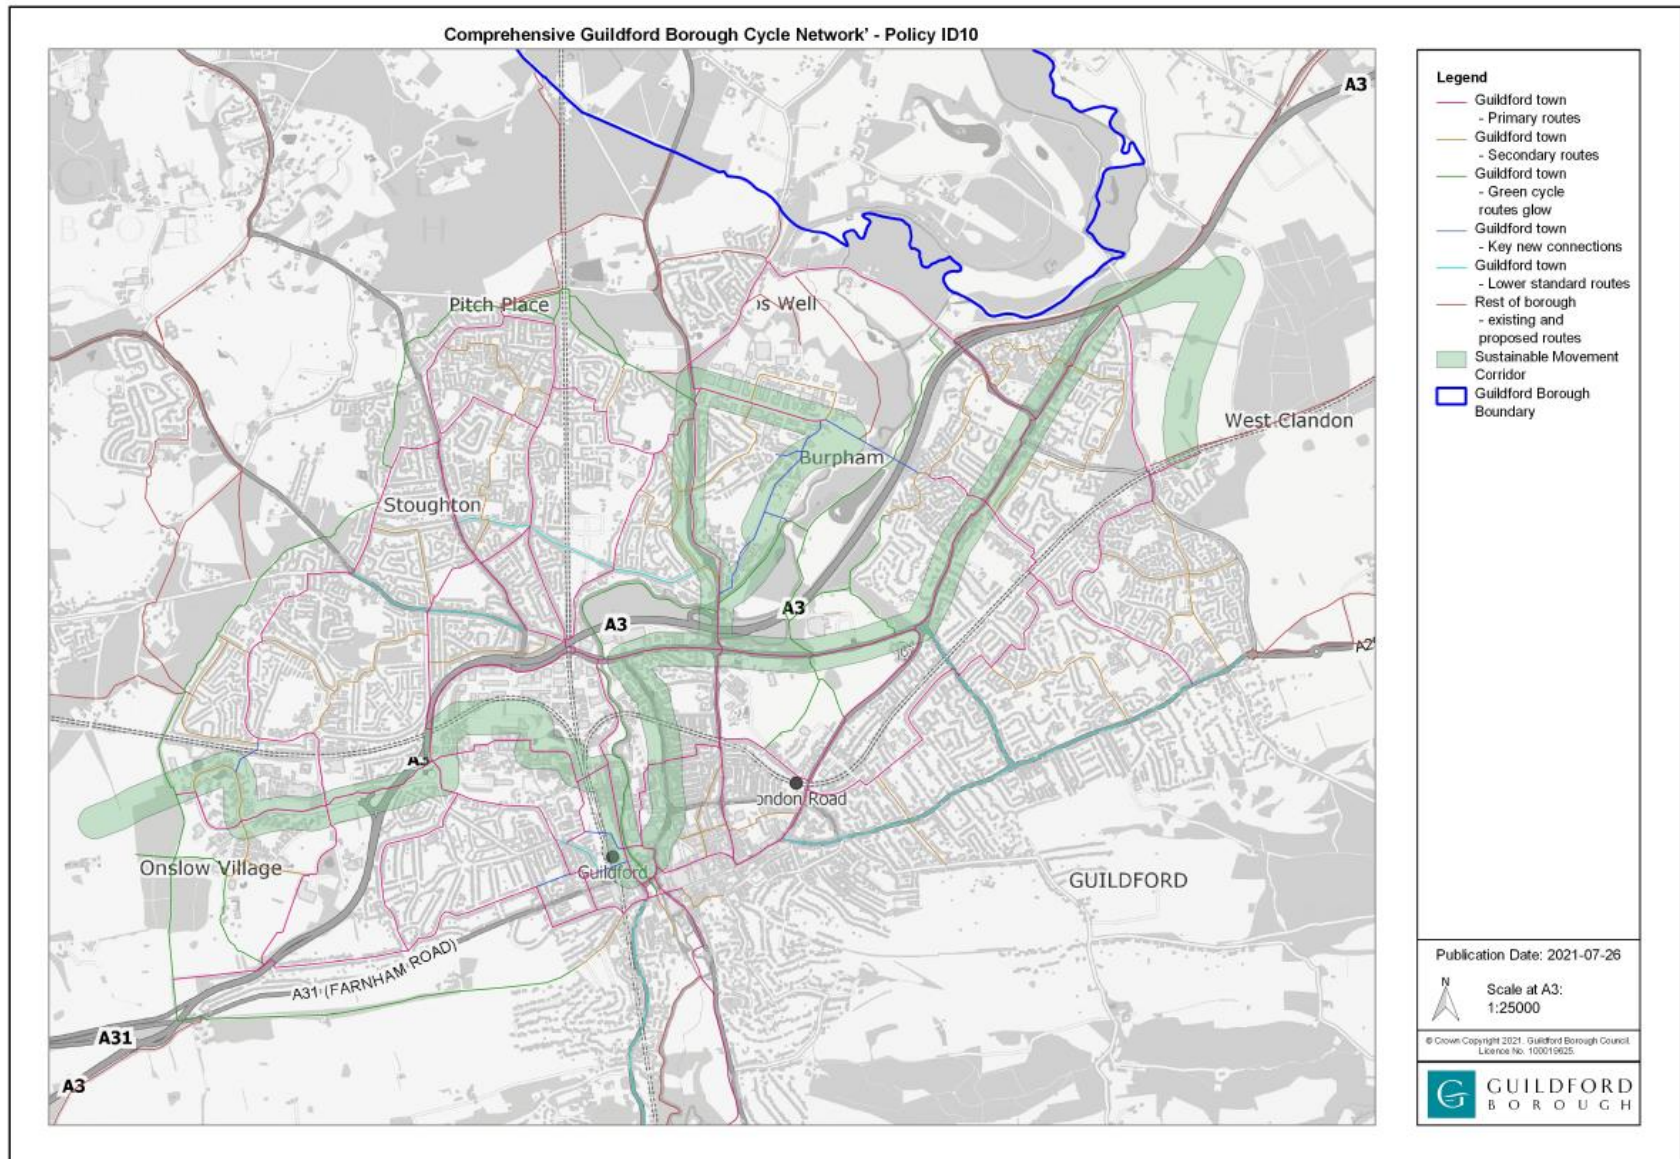 Comprehensive Guildford Borough Cycle Network' - Policy ID10
A3
Pitch Place
s Well
West Clandon
Burpham
Stoughton
A3
A3
A3
ondon Road
Onslow Village
Guildford
GUILDFORD
A31 (FARNHAM ROAD)
A31
A3
Legend
Guildford town
- Primary routes
Guildford town
- Secondary routes
Guildford town
- Green cycle
routes glow
Guildford town
- Key new connections
Guildford town
- Lower standard routes
Rest of borough
- existing and
proposed routes
Sustainable Movement
Corridor
Guildford Borough
Boundary
Publication Date: 2021-07-26
N
Scale at A3:
1:25000
© Crown Copyright 2021. Guildford Borough Council.
Licence No. 100019625.
G
GUILDFORD
BOROUGH